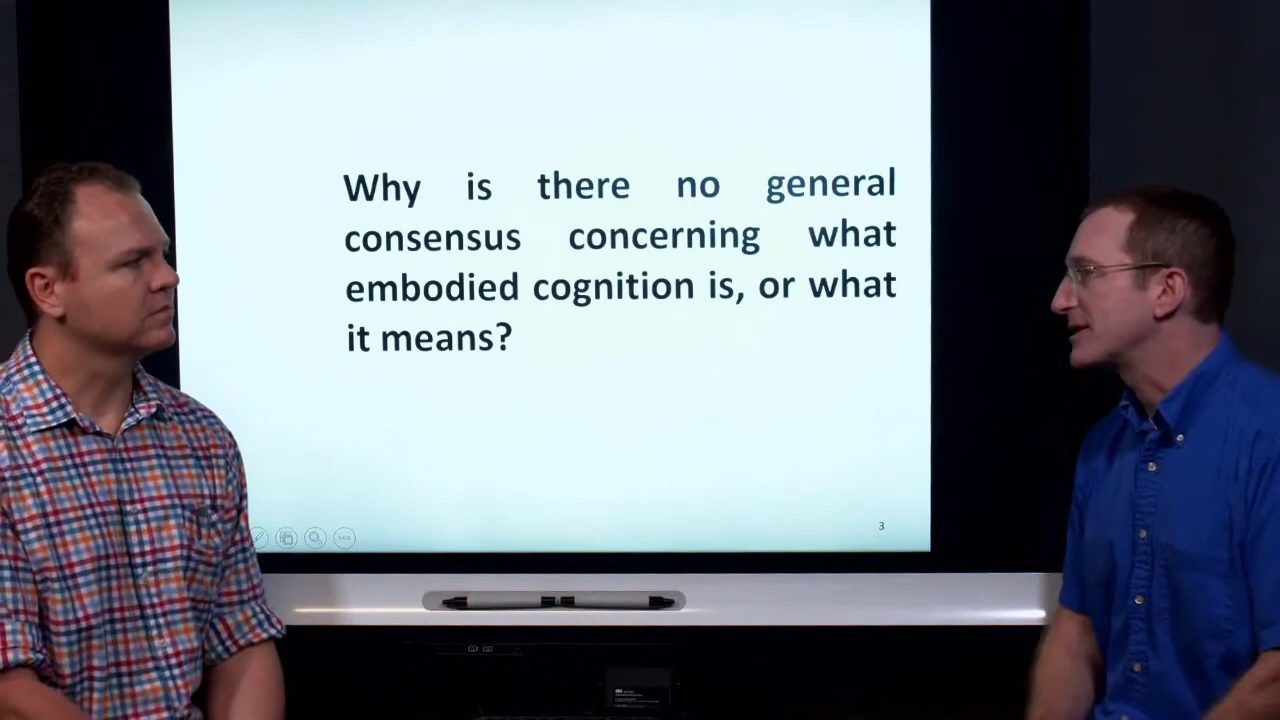 Why is there no general
consensus concerning what
embodied cognition is, or what
it means?
3